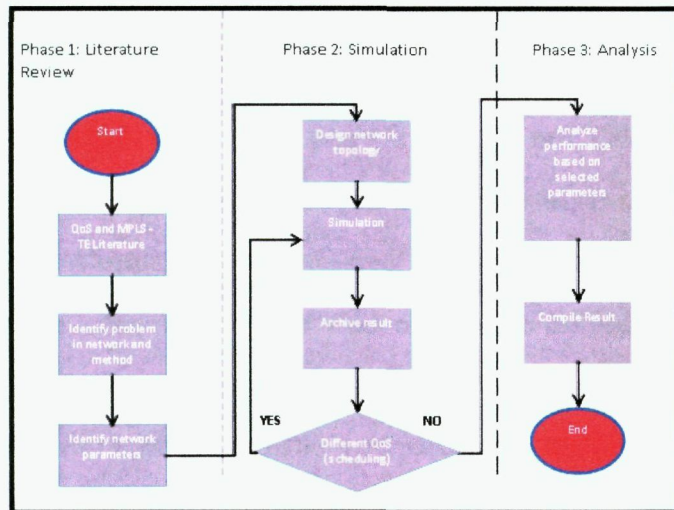 Phase 1: Literature
Review
Start
QoS and MPLS -
TE Literature
Identify problem
in network and
method
Identify network
parameters
Phase 2: Simulation
Design network
topology
Simulation
Archive result
YES
NO
Different QoS
(scheduling)
Phase 3: Analysis
Analyze
performance
based on
selected
parameters
Compile Result
End